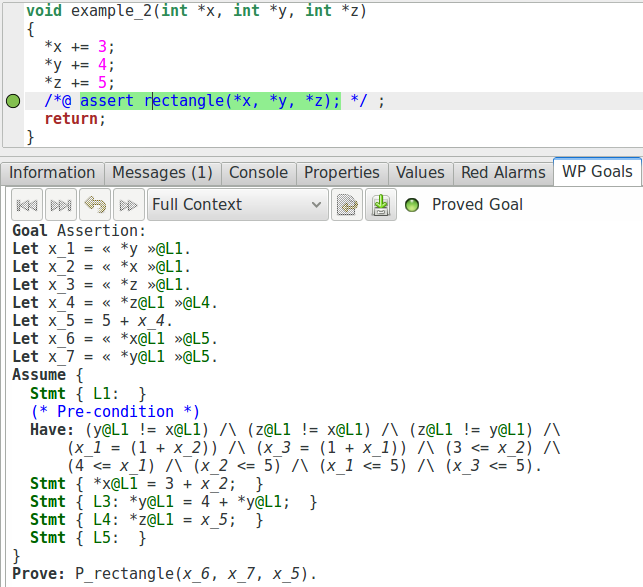 void example_2(int *x, int *y, int *z)
{
*x += 3;
*y += 4;
*z += 5;
/*@ assert rectangle(*x, *y, *z); */ ;
return;
}
Information Messages (1) Console Properties Values Red Alarms WP Goals
Full Context Proved Goal
Goal Assertion:
Let x_1 = « *y »@L1.
Let x_2 = « *x »@L1.
Let x_3 = « *z »@L1.
Let x_4 = « *z@L1 »@L4.
Let x_5 = 5 + x_4.
Let x_6 = « *x@L1 »@L5.
Let x_7 = « *y@L1 »@L5.
Assume {
Stmt { L1:  }
(* Pre-condition *)
Have: (y@L1 != x@L1) /\ (z@L1 != x@L1) /\ (z@L1 != y@L1) /\
(x_1 = (1 + x_2)) /\ (x_3 = (1 + x_1)) /\ (3 <= x_2) /\
(4 <= x_1) /\ (x_2 <= 5) /\ (x_1 <= 5) /\ (x_3 <= 5).
Stmt { *x@L1 = 3 + x_2;  }
Stmt { L3: *y@L1 = 4 + *y@L1;  }
Stmt { L4: *z@L1 = x_5;  }
Stmt { L5:  }
}
Prove: P_rectangle(x_6, x_7, x_5).